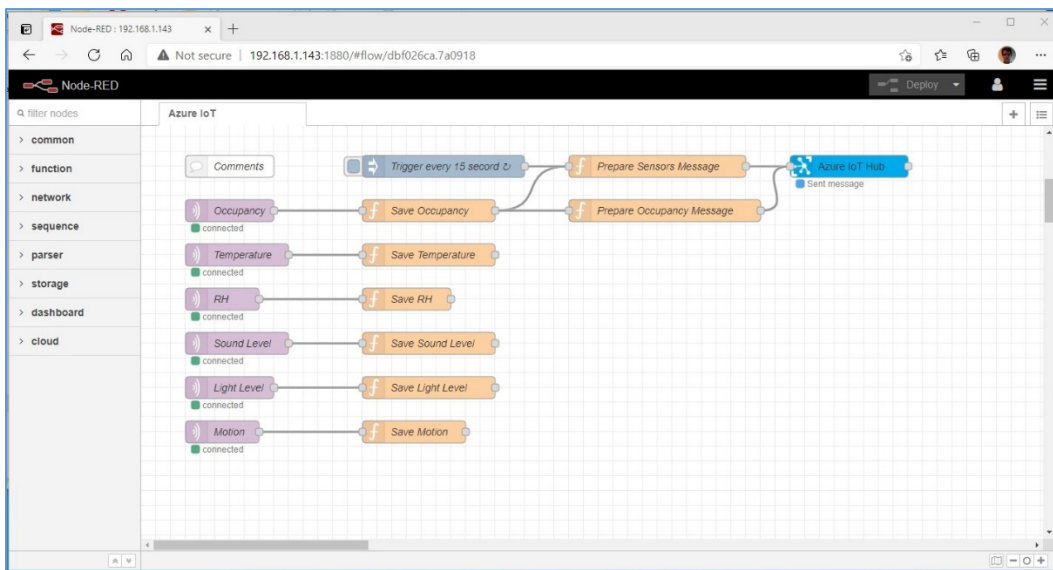 Node-RED : 192.168.1.143
Not secure | 192.168.1.143:1880/#flow/dbf026ca.7a0918
Node-RED
Deploy
filter nodes
Azure IoT
common
function
network
sequence
parser
storage
dashboard
cloud
Comments
Trigger every 15 secord ↻
Prepare Sensors Message
Azure IoT Hub
Sent message
Occupancy
connected
Save Occupancy
Prepare Occupancy Message
Temperature
connected
Save Temperature
RH
connected
Save RH
Sound Level
connected
Save Sound Level
Light Level
connected
Save Light Level
Motion
connected
Save Motion